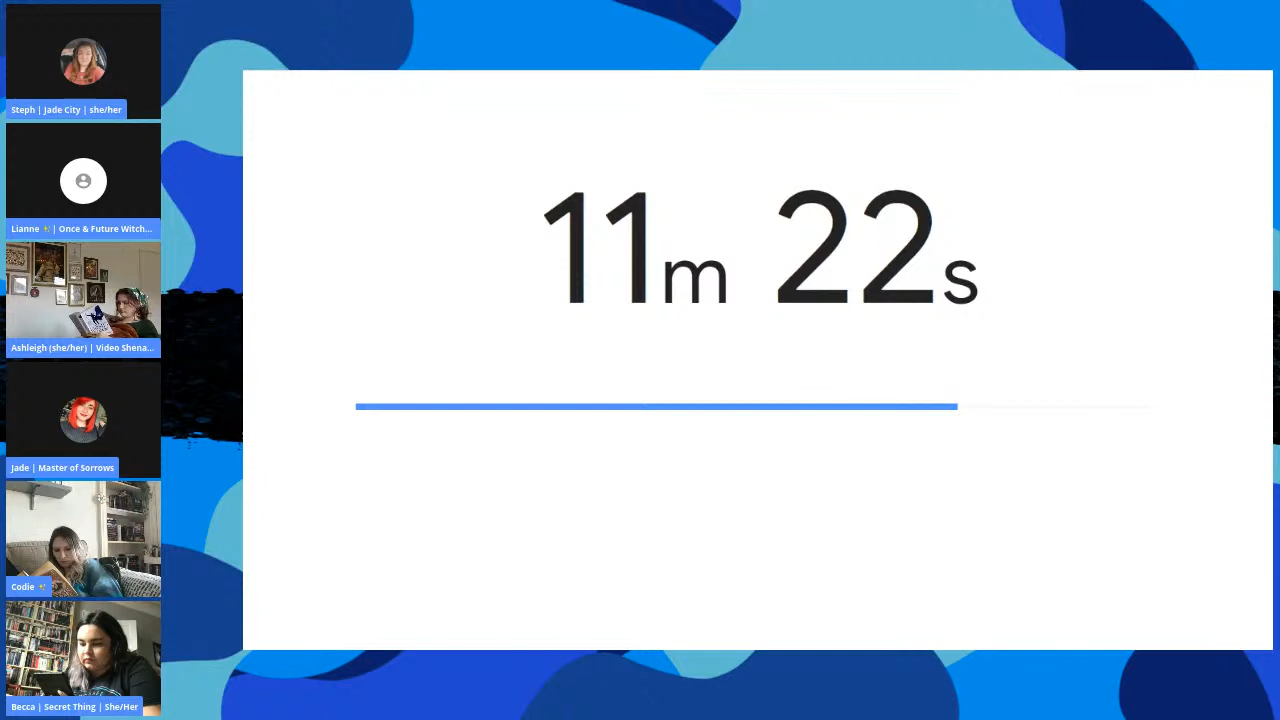 Steph | Jade City | she/her
Lianne ✨ | Once & Future Witch...
Ashleigh (she/her) | Video Shena...
Jade | Master of Sorrows
Codie ✨
Becca | Secret Thing | She/Her
11m 22s